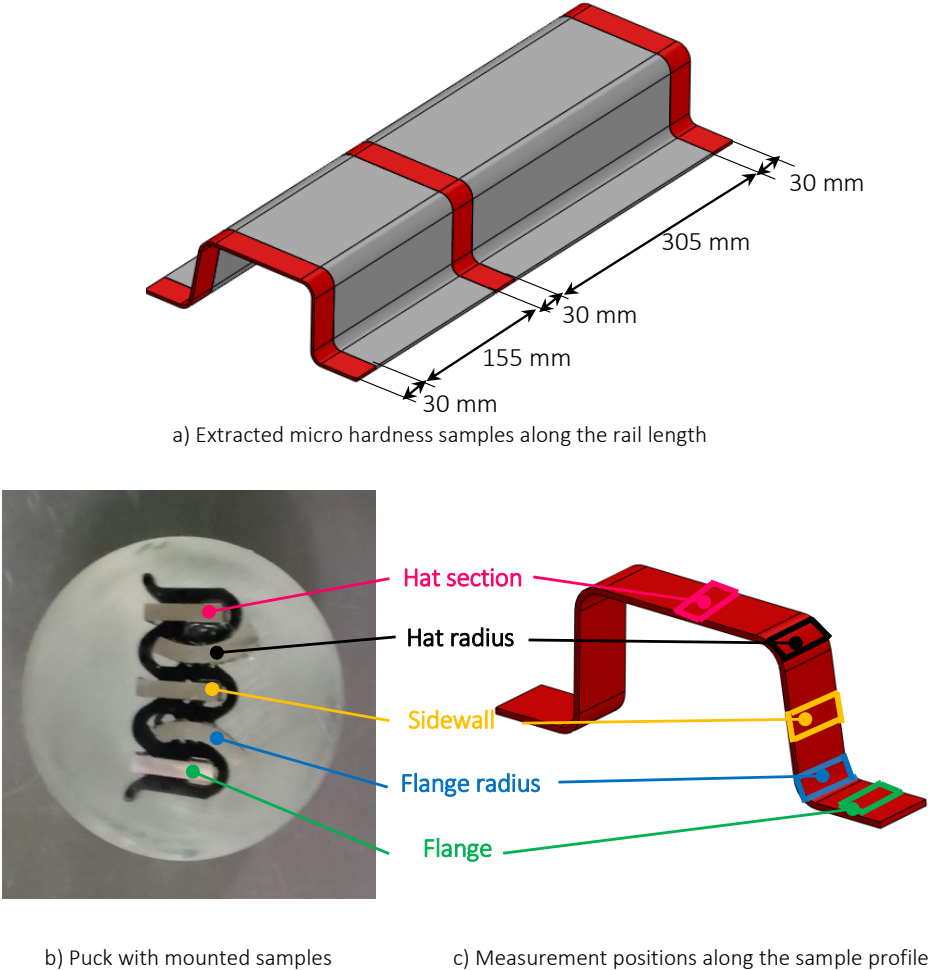 30 mm
305 mm
30 mm
155 mm
30 mm
a) Extracted micro hardness samples along the rail length
Hat section
Hat radius
Sidewall
Flange radius
Flange
b) Puck with mounted samples
c) Measurement positions along the sample profile